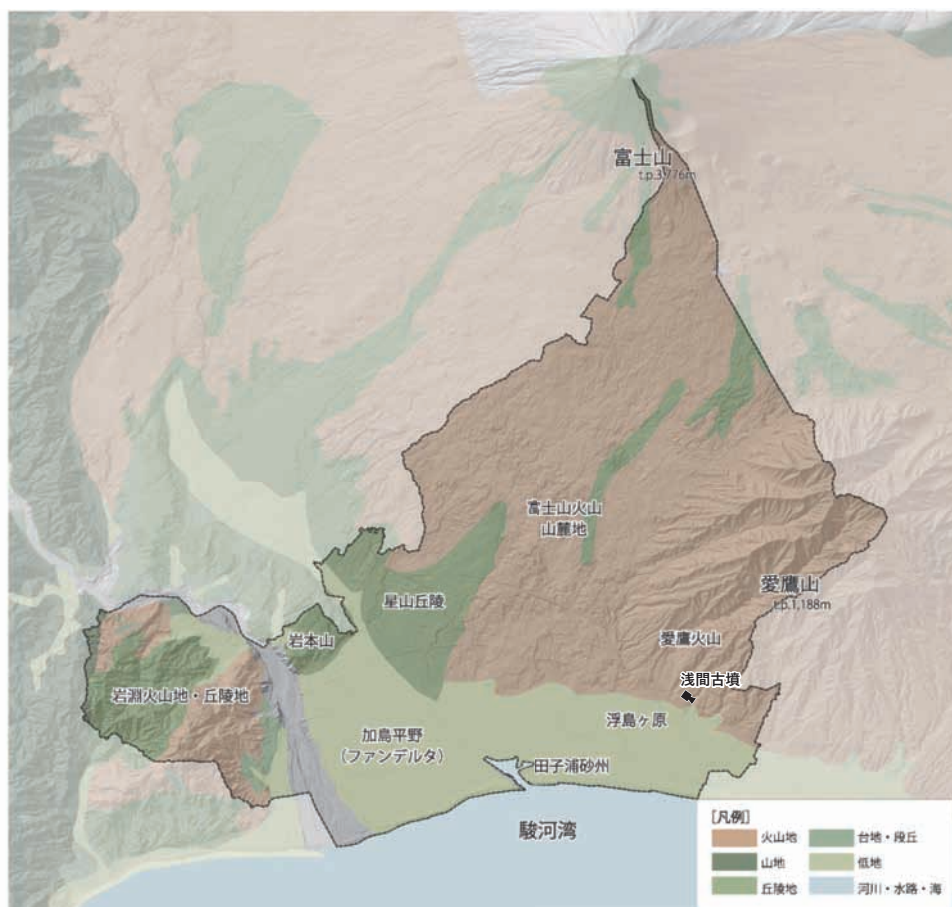 富士山
t.p.3,776m
富士山火山
山麓地
愛鷹山
t.p.1,188m
星山丘陵
愛鷹火山
岩本山
浅間古墳
岩淵火山地・丘陵地
浮島ヶ原
加島平野
(ファンデルタ)
田子浦砂州
駿河湾
[凡例]
火山地
台地・段丘
山地
低地
丘陵地
河川・水路・海